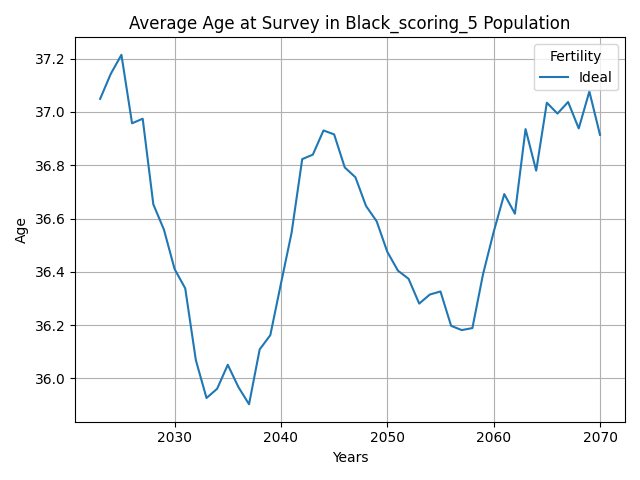 Average Age at Survey in Black_scoring_5 Population
Fertility
Ideal
37.2
37.0
36.8
36.6
36.4
36.2
36.0
Age
2030 2040 2050 2060 2070
Years